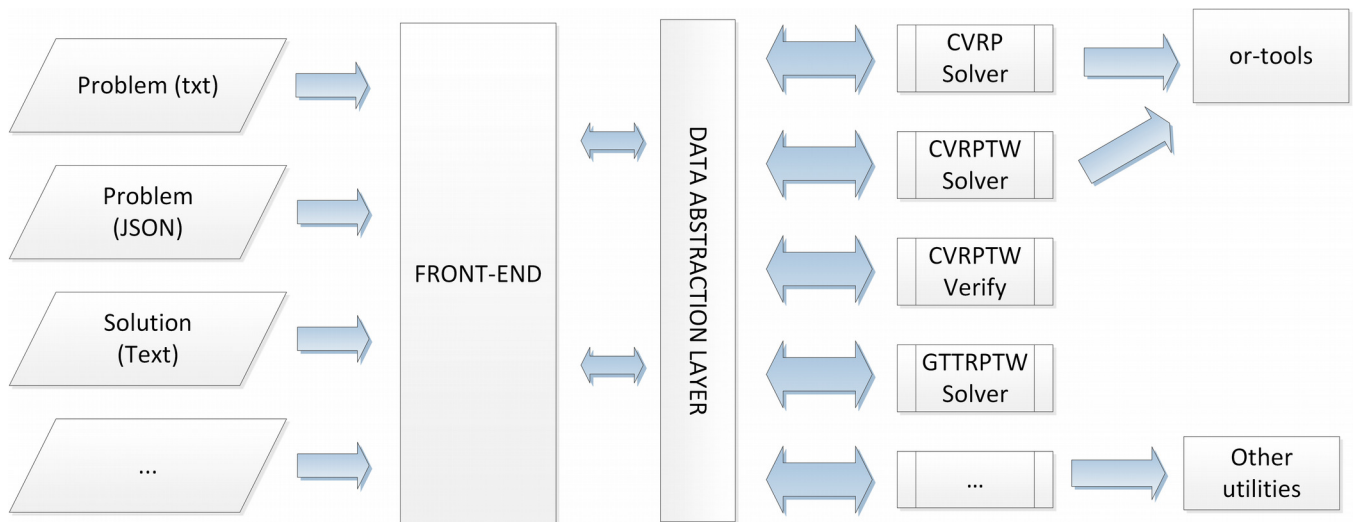 Problem (txt)
Problem
(JSON)
Solution
(Text)
...
FRONT-END
DATA ABSTRACTION LAYER
CVRP
Solver
CVRPTW
Solver
CVRPTW
Verify
GTTRPTW
Solver
...
or-tools
Other
utilities